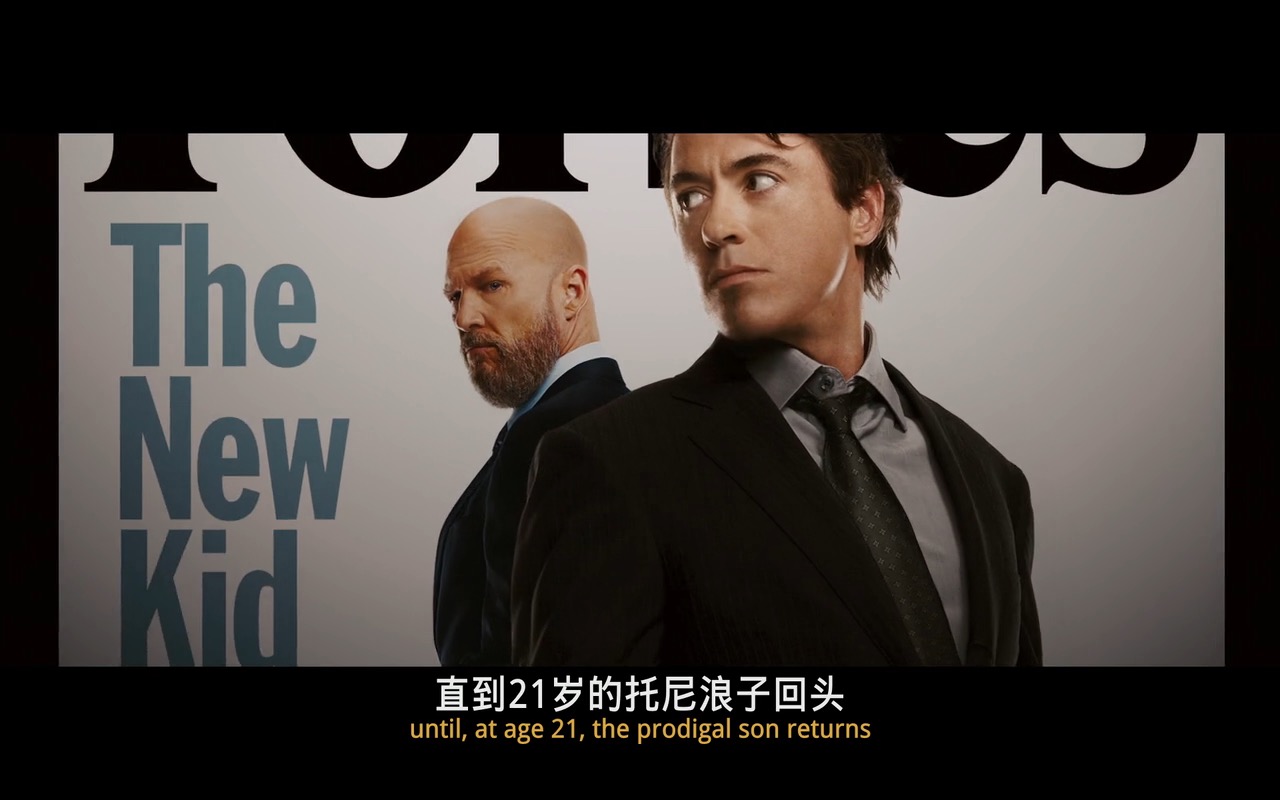 Forbes
The
New
Kid
直到21岁的托尼浪子回头
until, at age 21, the prodigal son returns